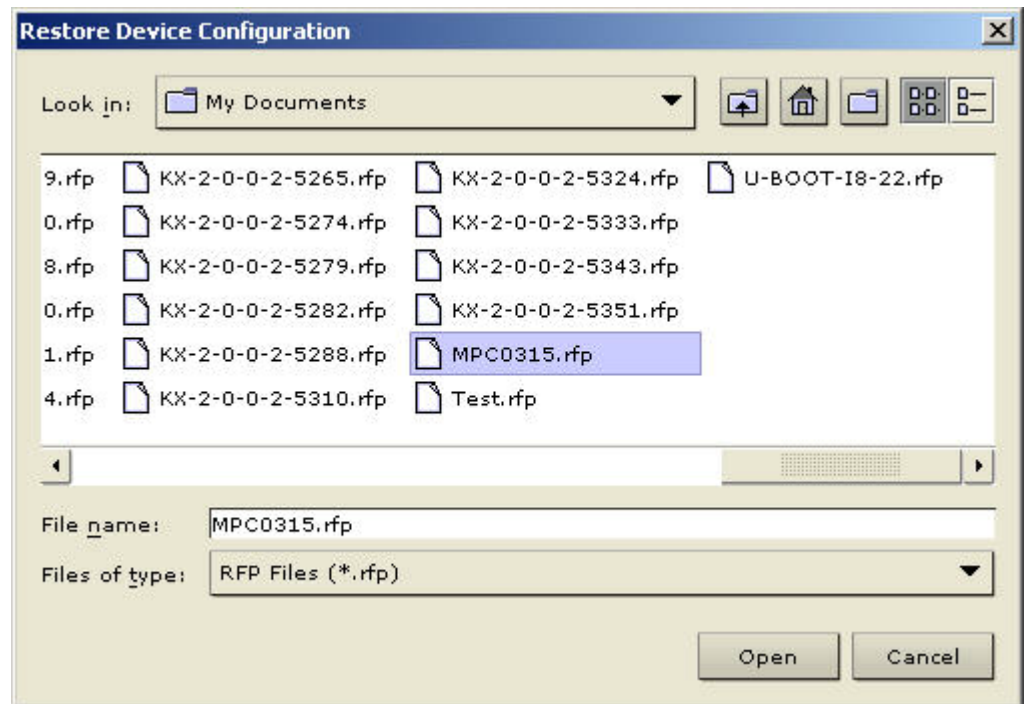 Restore Device Configuration
Look in: My Documents
9.rfp KX-2-0-0-2-5265.rfp KX-2-0-0-2-5324.rfp U-BOOT-I8-22.rfp
0.rfp KX-2-0-0-2-5274.rfp KX-2-0-0-2-5333.rfp
8.rfp KX-2-0-0-2-5279.rfp KX-2-0-0-2-5343.rfp
0.rfp KX-2-0-0-2-5282.rfp KX-2-0-0-2-5351.rfp
1.rfp KX-2-0-0-2-5288.rfp MPC0315.rfp
4.rfp KX-2-0-0-2-5310.rfp Test.rfp
File name: MPC0315.rfp
Files of type: RFP Files (*.rfp)
Open Cancel